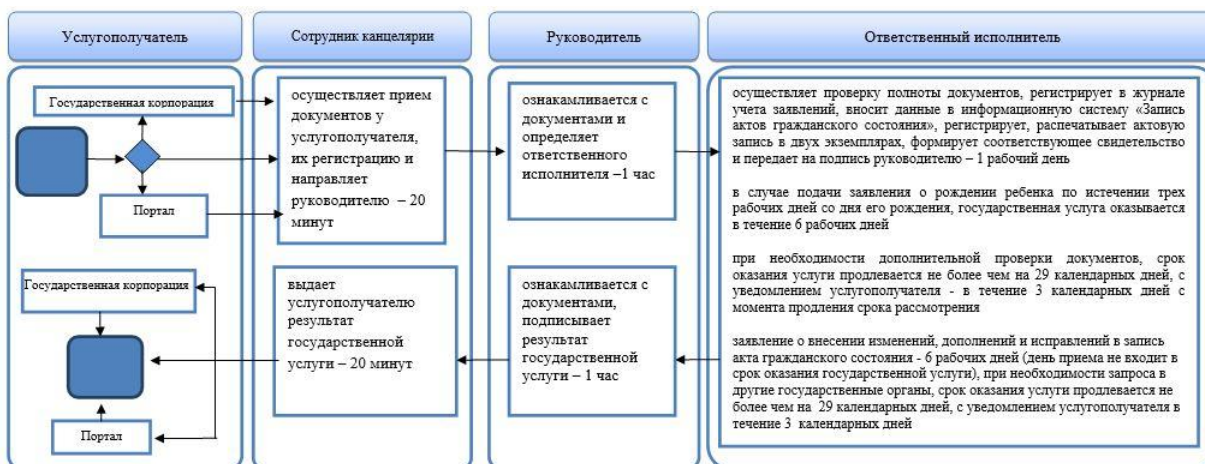 Услугополучатель
Сотрудник канцелярии
Руководитель
Ответственный исполнитель
Государственная корпорация
Портал
осуществляет прием
документов у
услугополучателя,
их регистрацию и
направляет
руководителю – 20
минут
ознакамливается с
документами и
определяет
ответственного
исполнителя –1 час
осуществляет проверку полноты документов, регистрирует в журнале
учета заявлений, вносит данные в информационную систему «Запись
актов гражданского состояния», регистрирует, распечатывает актовую
запись в двух экземплярах, формирует соответствующее свидетельство
и передает на подпись руководителю – 1 рабочий день
в случае подачи заявления о рождении ребенка по истечении трех
рабочих дней со дня его рождения, государственная услуга оказывается
в течение 6 рабочих дней
при необходимости дополнительной проверки документов, срок
оказания услуги продлевается не более чем на 29 календарных дней, с
уведомлением услугополучателя - в течение 3 календарных дней с
момента продления срока рассмотрения
заявление о внесении изменений, дополнений и исправлений в запись
акта гражданского состояния - 6 рабочих дней (день приема не входит в
срок оказания государственной услуги), при необходимости запроса в
другие государственные органы, срок оказания услуги продлевается не
более чем на 29 календарных дней, с уведомлением услугополучателя в
течение 3 календарных дней
Государственная корпорация
Портал
выдает
услугополучателю
результат
государственной
услуги – 20 минут
ознакамливается с
документами,
подписывает
результат
государственной
услуги – 1 час